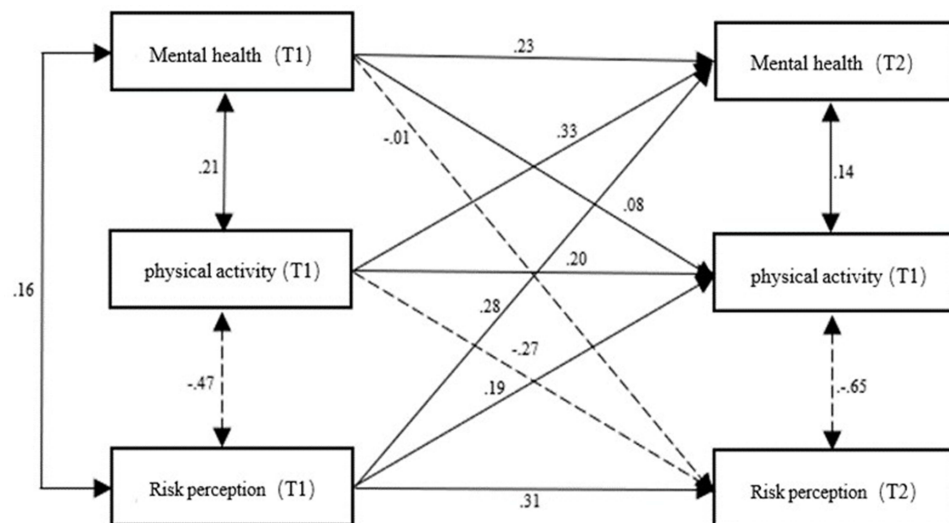 Mental health (T1)
.23
Mental health (T2)
-.01
.33
.21
.14
.08
physical activity (T1)
.20
physical activity (T1)
.16
.28
-.27
-.47
.19
.-.65
Risk perception (T1)
.31
Risk perception (T2)